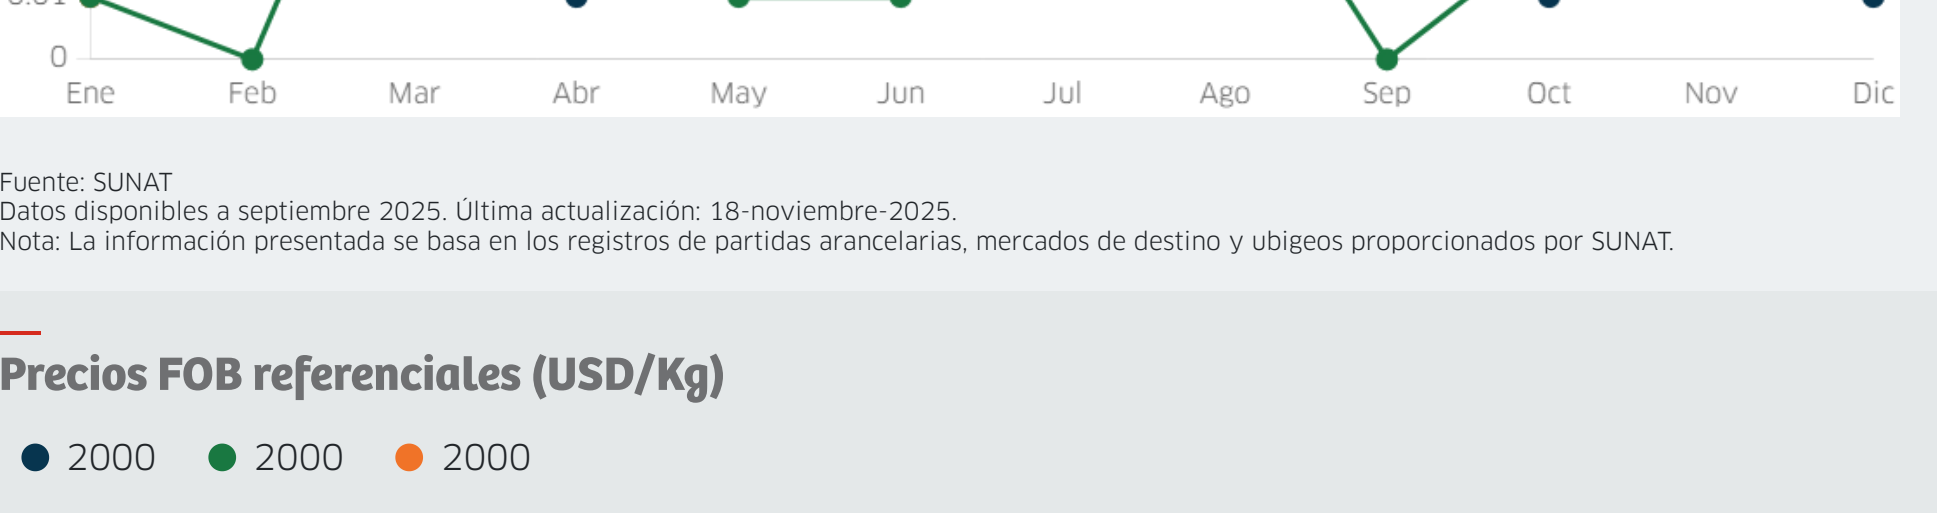 0
Ene Feb Mar Abr May Jun Jul Ago Sep Oct Nov Dic
Fuente: SUNAT
Datos disponibles a septiembre 2025. Última actualización: 18-noviembre-2025.
Nota: La información presentada se basa en los registros de partidas arancelarias, mercados de destino y ubigeos proporcionados por SUNAT.
Precios FOB referenciales (USD/Kg)
2000 2000 2000